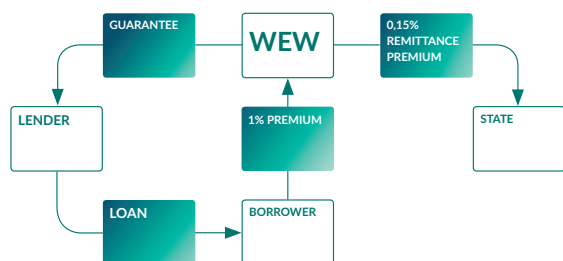 GUARANTEE
WEW
0,15%
REMITTANCE
PREMIUM
LENDER
1% PREMIUM
STATE
LOAN
BORROWER